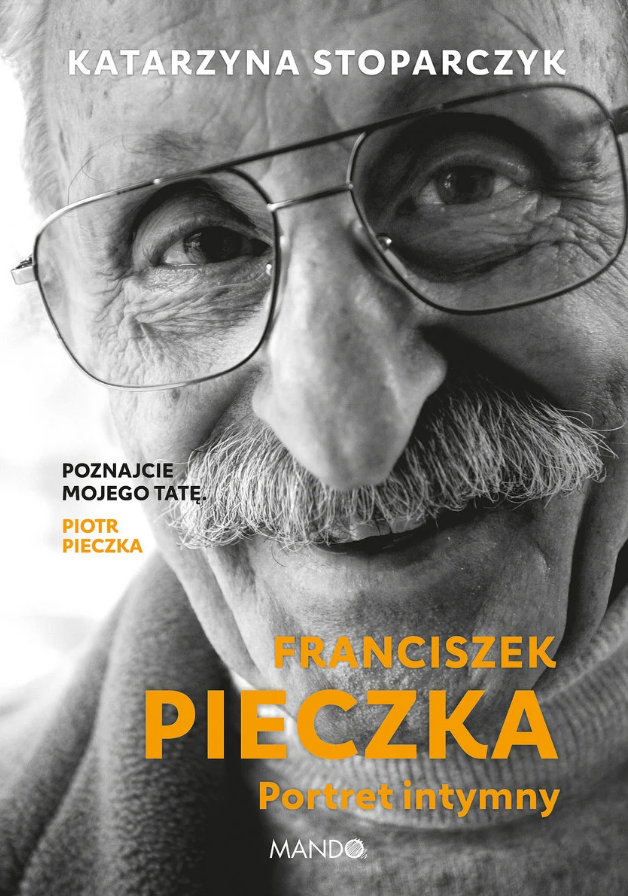 KATARZYNA STOPARCZYK
POZNAJCIE
MOJEGO TATĘ.
PIOTR
PIECZKA
FRANCISZEK
PIECZKA
Portret intymny
MANDO